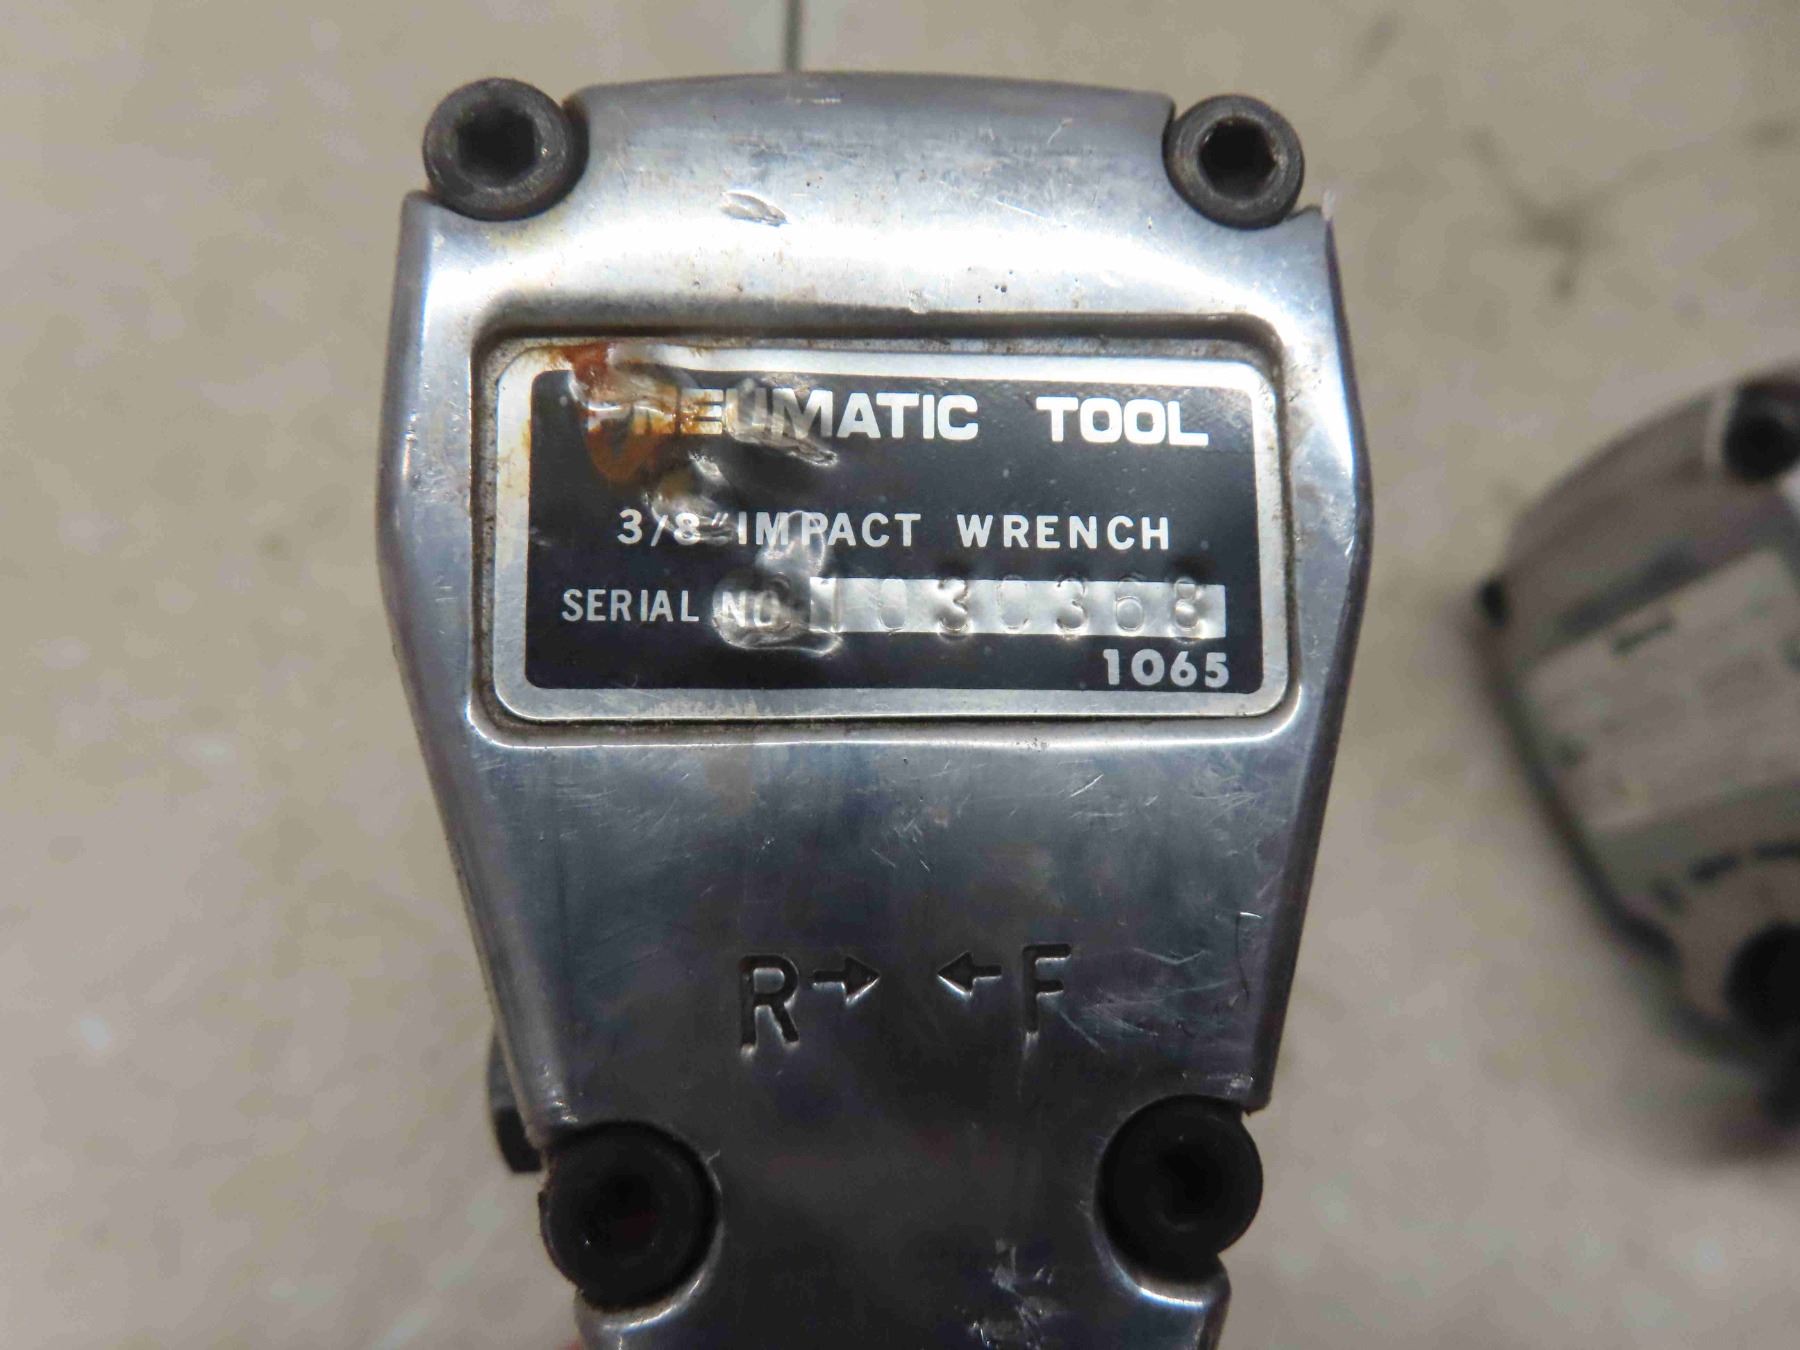 PNEUMATIC TOOL
3/8" IMPACT WRENCH
SERIAL NO. 1030368
1065
R→ ←F